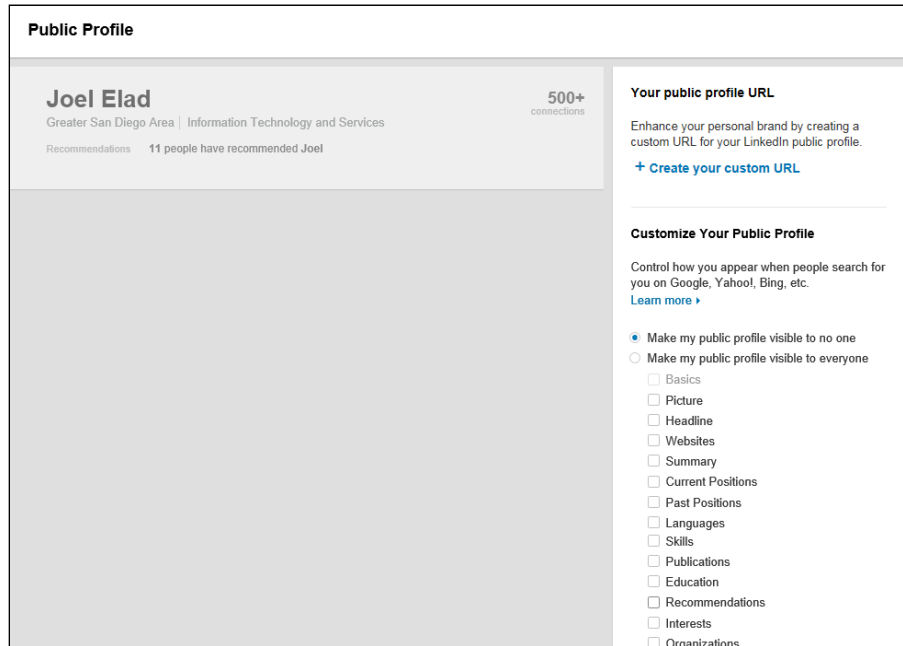 Public Profile
Joel Elad
Greater San Diego Area | Information Technology and Services
Recommendations 11 people have recommended Joel
500+
connections
Your public profile URL
Enhance your personal brand by creating a
custom URL for your LinkedIn public profile.
+ Create your custom URL
Customize Your Public Profile
Control how you appear when people search for
you on Google, Yahoo!, Bing, etc.
Learn more
Make my public profile visible to no one
Make my public profile visible to everyone
Basics
Picture
Headline
Websites
Summary
Current Positions
Past Positions
Languages
Skills
Publications
Education
Recommendations
Interests
Organizations